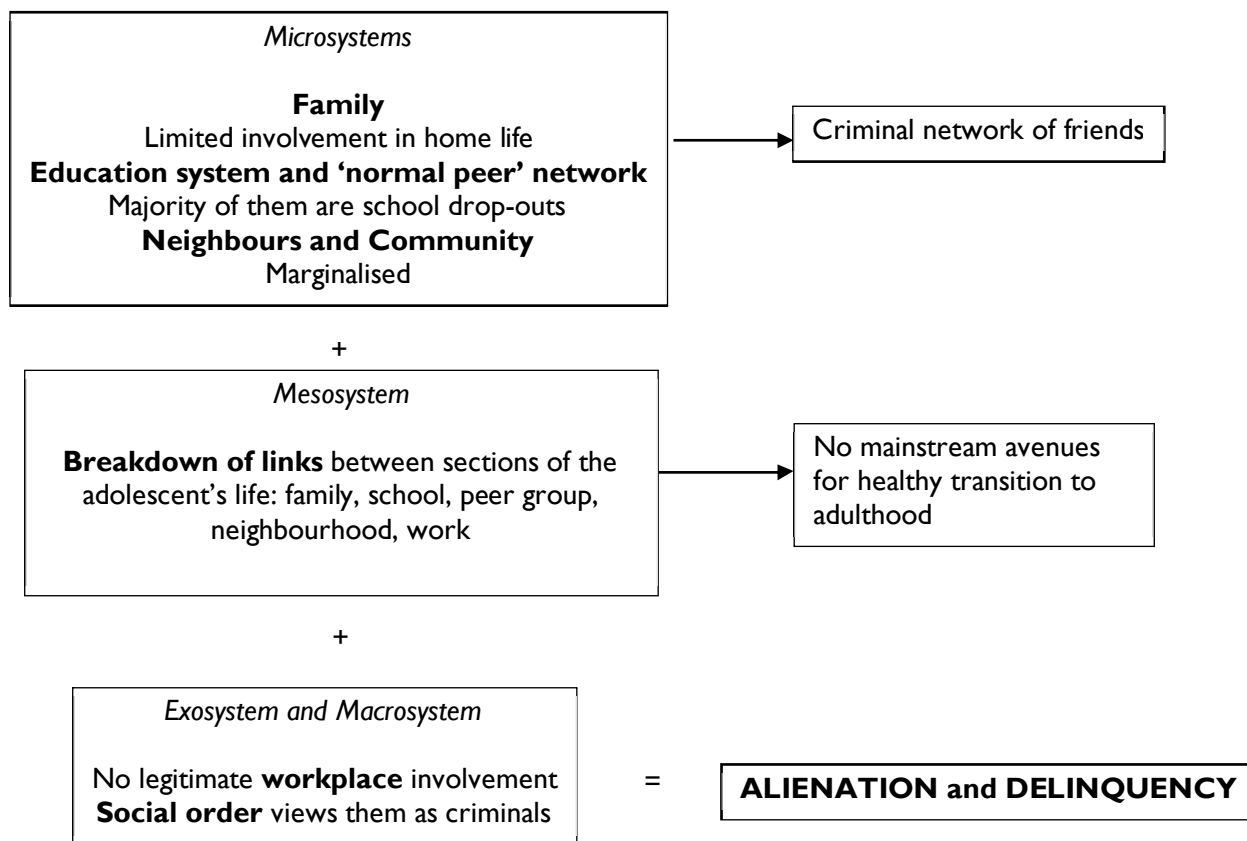 Microsystems
Family
Limited involvement in home life
Education system and ‘normal peer’ network
Majority of them are school drop-outs
Neighbours and Community
Marginalised
Criminal network of friends
+
Mesosystem
Breakdown of links between sections of the
adolescent’s life: family, school, peer group,
neighbourhood, work
No mainstream avenues
for healthy transition to
adulthood
+
Exosystem and Macrosystem
No legitimate workplace involvement
Social order views them as criminals
=
ALIENATION and DELINQUENCY